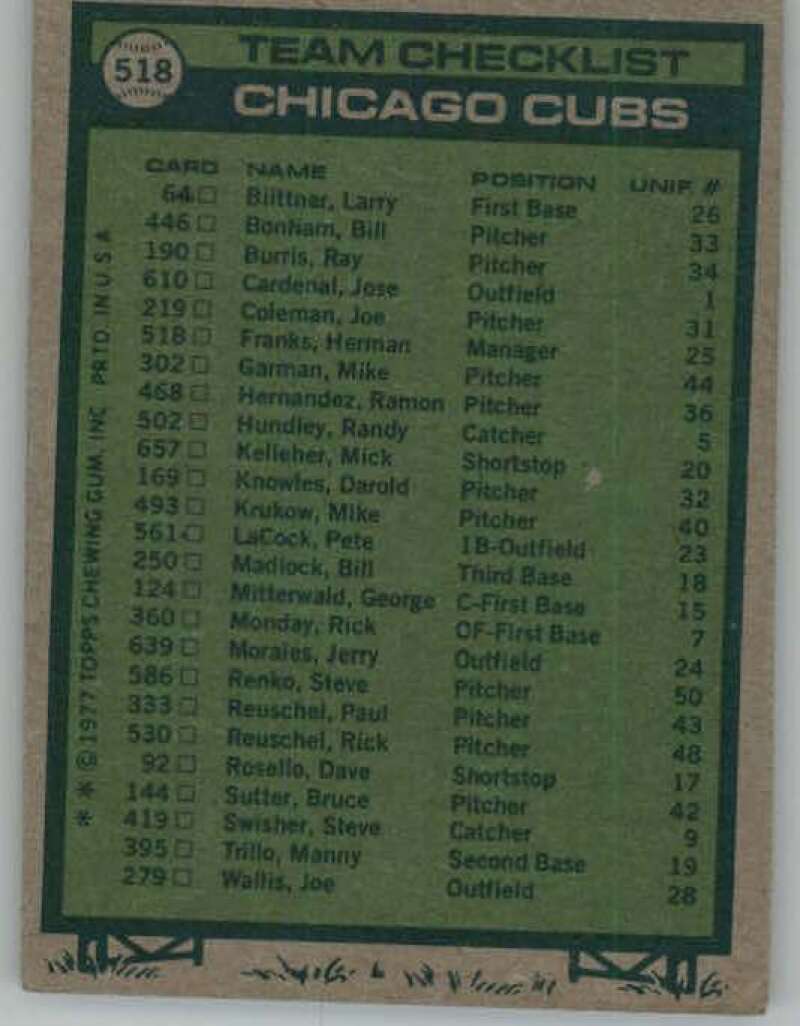 518
TEAM CHECKLIST
CHICAGO CUBS
CARD NAME POSITION UNIF #
64 Biittner, Larry First Base 26
446 Bonham, Bill Pitcher 33
190 Burris, Ray Pitcher 34
610 Cardenal, Jose Outfield 1
219 Coleman, Joe Pitcher 31
518 Franks, Herman Manager 25
302 Garman, Mike Pitcher 44
468 Hernandez, Ramon Pitcher 36
502 Hundley, Randy Catcher 5
657 Kelleher, Mick Shortstop 20
169 Knowles, Darold Pitcher 32
493 Krukow, Mike Pitcher 40
561 LaCock, Pete 1B-Outfield 23
250 Madlock, Bill Third Base 18
124 Mitterwald, George C-First Base 15
360 Monday, Rick OF-First Base 7
639 Morales, Jerry Outfield 24
586 Renko, Steve Pitcher 50
333 Reuschel, Paul Pitcher 43
530 Reuschel, Rick Pitcher 48
92 Rosello, Dave Shortstop 17
144 Sutter, Bruce Pitcher 42
419 Swisher, Steve Catcher 9
395 Trillo, Manny Second Base 19
279 Wallis, Joe Outfield 28
* * © 1977 TOPPS CHEWING GUM, INC. PRTD. IN U S A